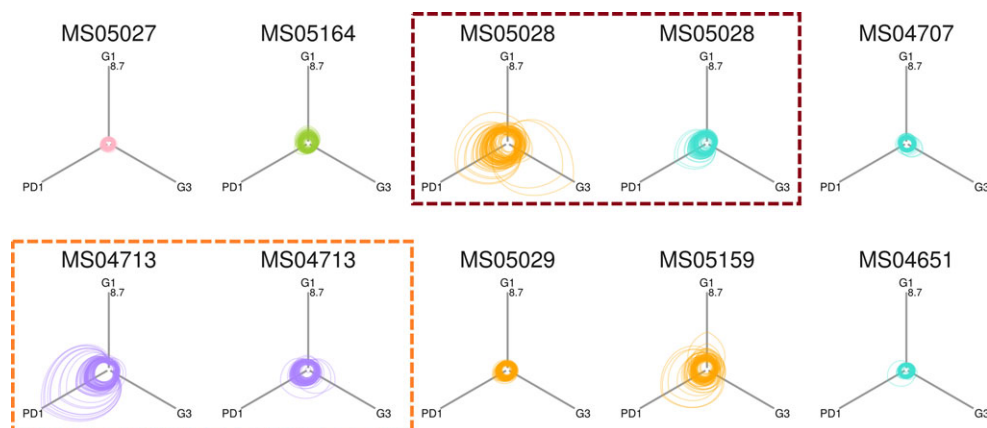 MS05027 MS05164 MS05028 MS05028 MS04707
G1 G1 G1 G1 G1
8.7 8.7 8.7 8.7 8.7
PD1 G3 PD1 G3 PD1 G3 PD1 G3 PD1 G3
MS04713 MS04713 MS05029 MS05159 MS04651
G1 G1 G1 G1 G1
8.7 8.7 8.7 8.7 8.7
PD1 G3 PD1 G3 PD1 G3 PD1 G3 PD1 G3